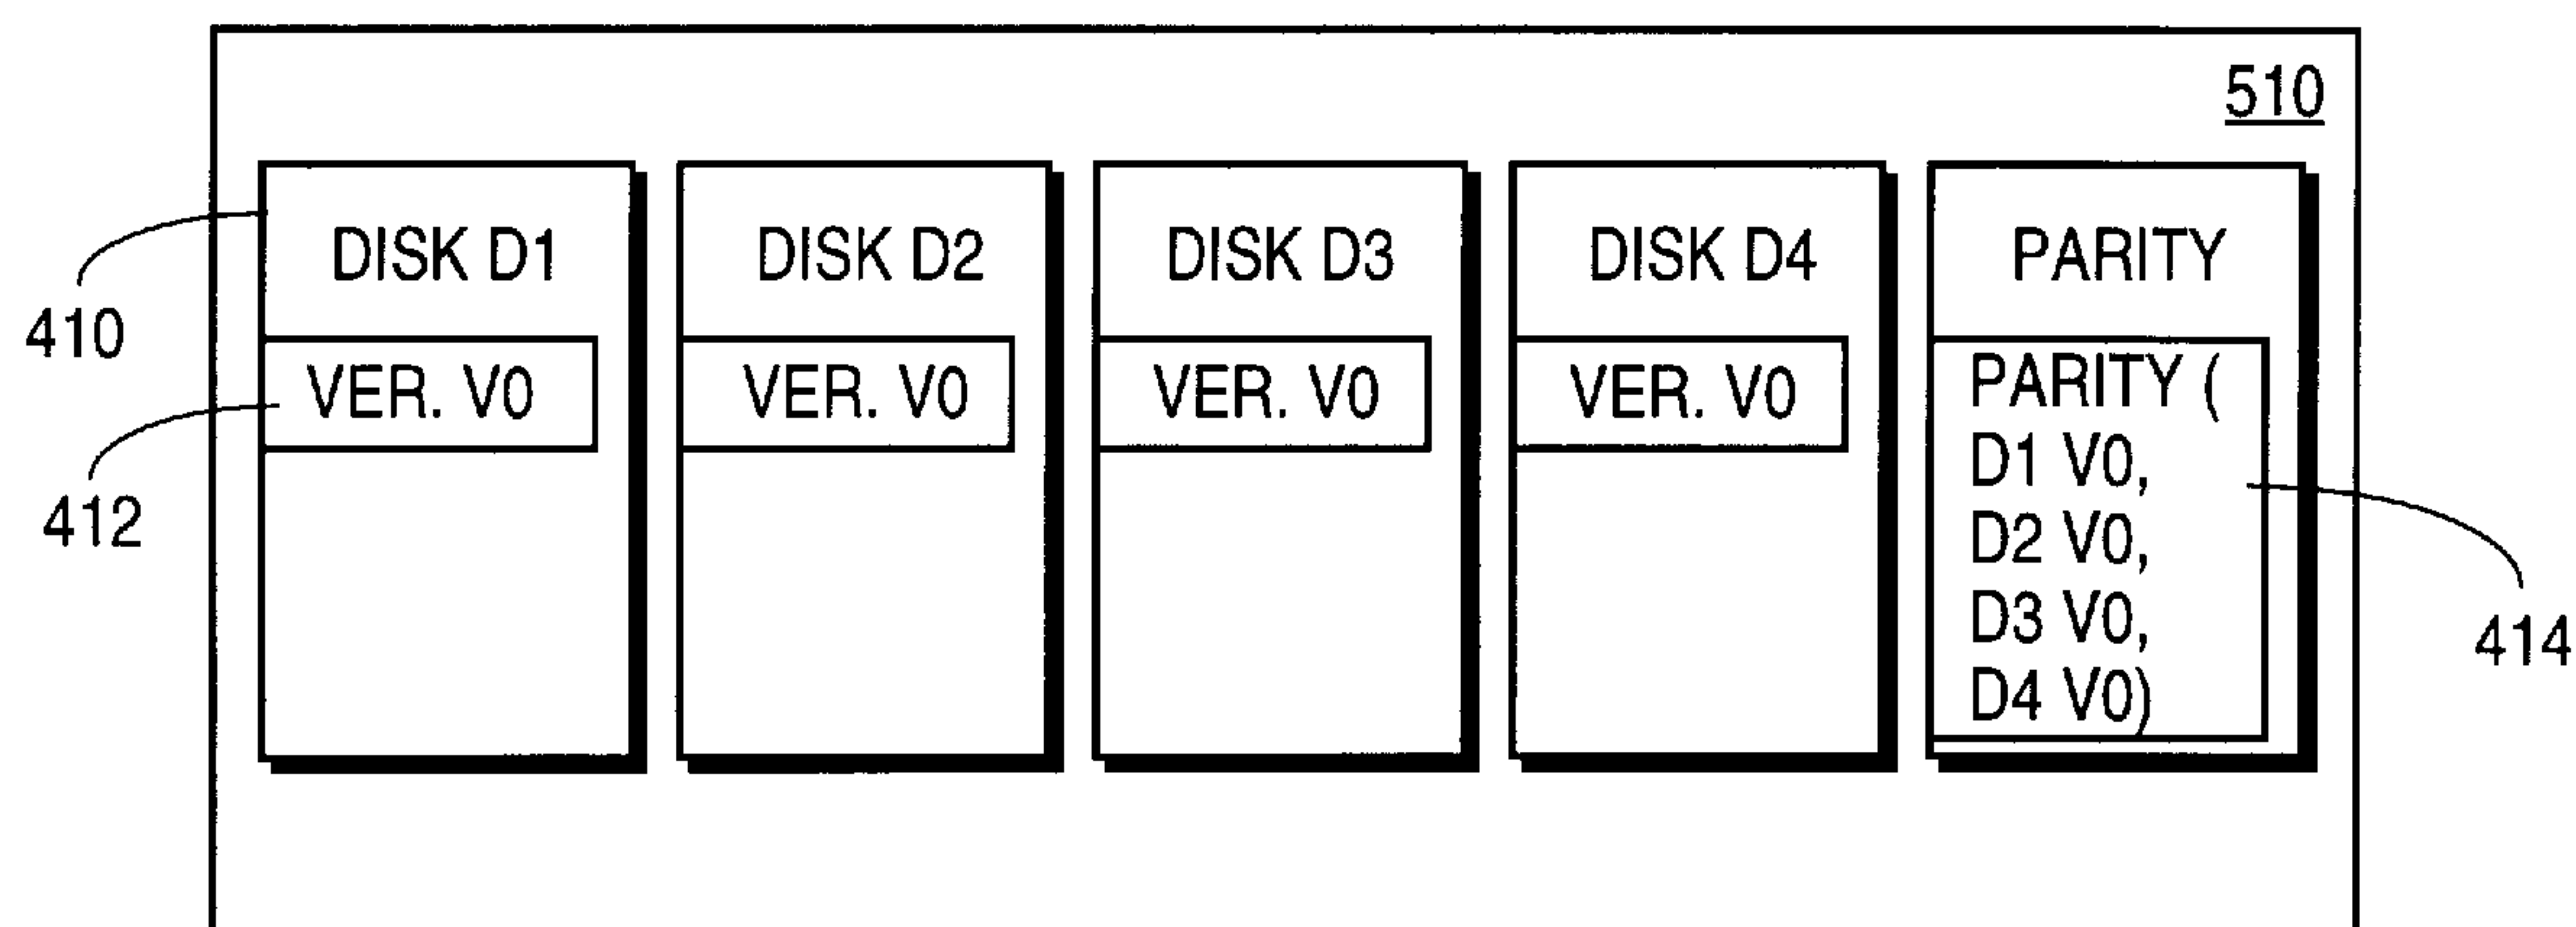 510
DISK D1
DISK D2
DISK D3
DISK D4
PARITY
410
VER. V0
VER. V0
VER. V0
VER. V0
PARITY (
D1 V0,
D2 V0,
D3 V0,
D4 V0)
412
414